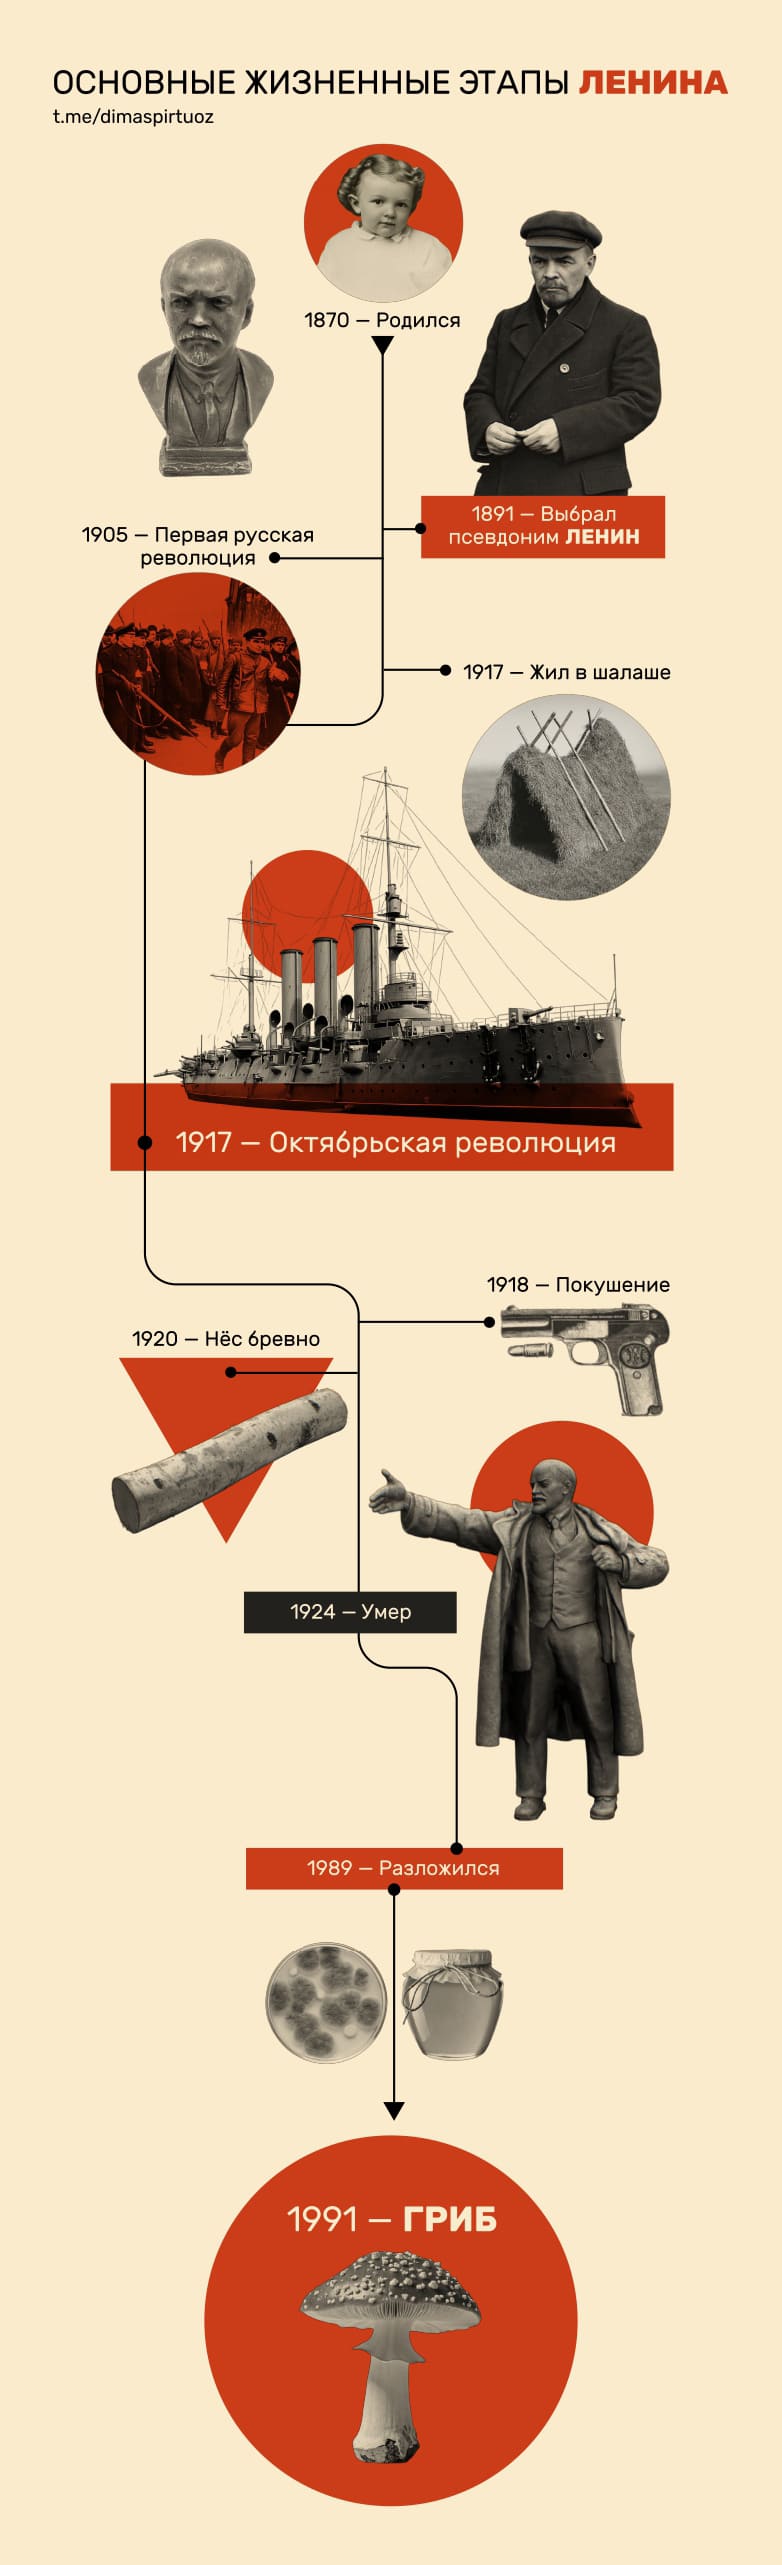 ОСНОВНЫЕ ЖИЗНЕННЫЕ ЭТАПЫ ЛЕНИНА
t.me/dimaspirtuoz
1870 — Родился
1891 — Выбрал
псевдоним ЛЕНИН
1905 — Первая русская
революция
1917 — Жил в шалаше
1917 — Октябрьская революция
1918 — Покушение
1920 — Нёс бревно
1924 — Умер
1989 — Разложился
1991 — ГРИБ